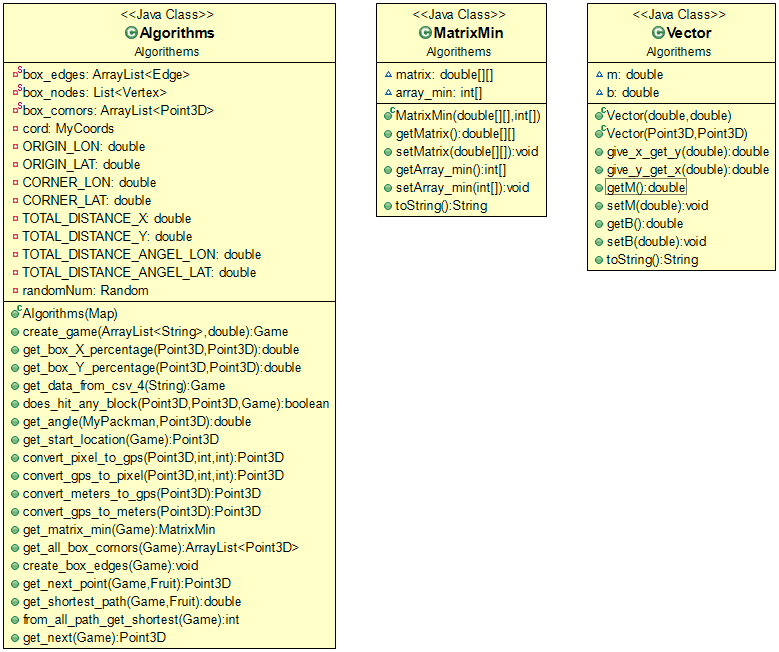 <<Java Class>>
Algorithms
Algorithems
box_edges: ArrayList<Edge>
box_nodes: List<Vertex>
box_cornors: ArrayList<Point3D>
cord: MyCoords
ORIGIN_LON: double
ORIGIN_LAT: double
CORNER_LON: double
CORNER_LAT: double
TOTAL_DISTANCE_X: double
TOTAL_DISTANCE_Y: double
TOTAL_DISTANCE_ANGEL_LON: double
TOTAL_DISTANCE_ANGEL_LAT: double
randomNum: Random
Algorithms(Map)
create_game(ArrayList<String>,double):Game
get_box_X_percentage(Point3D,Point3D):double
get_box_Y_percentage(Point3D,Point3D):double
get_data_from_csv_4(String):Game
does_hit_any_block(Point3D,Point3D,Game):boolean
get_angle(MyPackman,Point3D):double
get_start_location(Game):Point3D
convert_pixel_to_gps(Point3D,int,int):Point3D
convert_gps_to_pixel(Point3D,int,int):Point3D
convert_meters_to_gps(Point3D):Point3D
convert_gps_to_meters(Point3D):Point3D
get_matrix_min(Game):MatrixMin
get_all_box_cornors(Game):ArrayList<Point3D>
create_box_edges(Game):void
get_next_point(Game,Fruit):Point3D
get_shortest_path(Game,Fruit):double
from_all_path_get_shortest(Game):int
get_next(Game):Point3D
<<Java Class>>
MatrixMin
Algorithems
matrix: double[][]
array_min: int[]
MatrixMin(double[][],int[])
getMatrix():double[][]
setMatrix(double[][]):void
getArray_min():int[]
setArray_min(int[]):void
toString():String
<<Java Class>>
Vector
Algorithems
m: double
b: double
Vector(double,double)
Vector(Point3D,Point3D)
give_x_get_y(double):double
give_y_get_x(double):double
getM():double
setM(double):void
getB():double
setB(double):void
toString():String